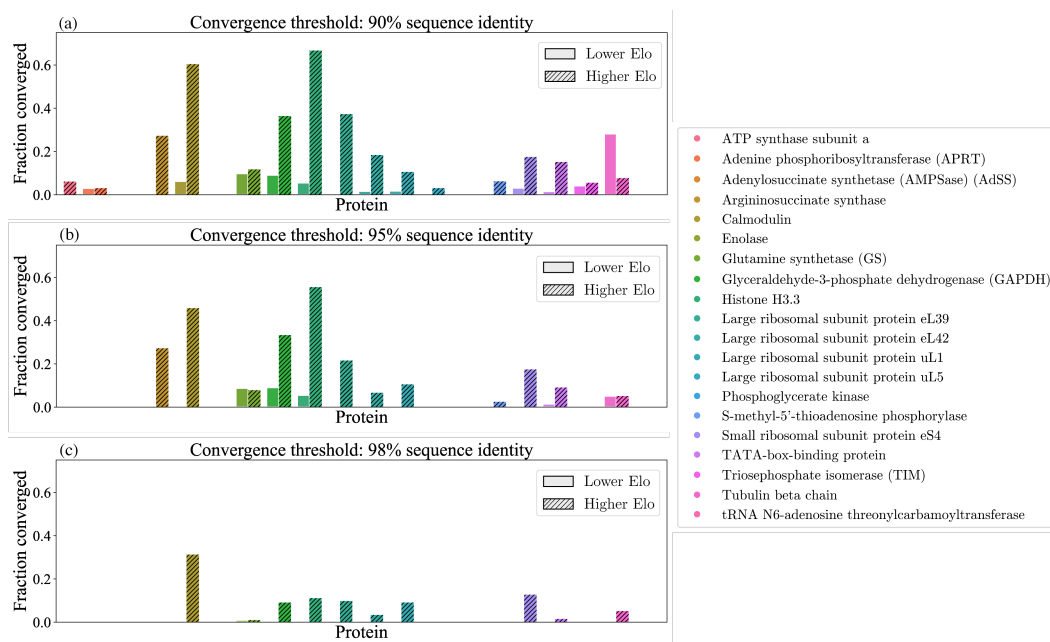 (a)
Convergence threshold: 90% sequence identity
Fraction converged
0.6
0.4
0.2
0.0
Lower Elo
Higher Elo
Protein
(b)
Convergence threshold: 95% sequence identity
Fraction converged
0.6
0.4
0.2
0.0
Lower Elo
Higher Elo
Protein
(c)
Convergence threshold: 98% sequence identity
Fraction converged
0.6
0.4
0.2
0.0
Lower Elo
Higher Elo
Protein
ATP synthase subunit a
Adenine phosphoribosyltransferase (APRT)
Adenylosuccinate synthetase (AMPSase) (AdSS)
Argininosuccinate synthase
Calmodulin
Enolase
Glutamine synthetase (GS)
Glyceraldehyde-3-phosphate dehydrogenase (GAPDH)
Histone H3.3
Large ribosomal subunit protein eL39
Large ribosomal subunit protein eL42
Large ribosomal subunit protein uL1
Large ribosomal subunit protein uL5
Phosphoglycerate kinase
S-methyl-5'-thioadenosine phosphorylase
Small ribosomal subunit protein eS4
TATA-box-binding protein
Triosephosphate isomerase (TIM)
Tubulin beta chain
tRNA N6-adenosine threonylcarbamoyltransferase